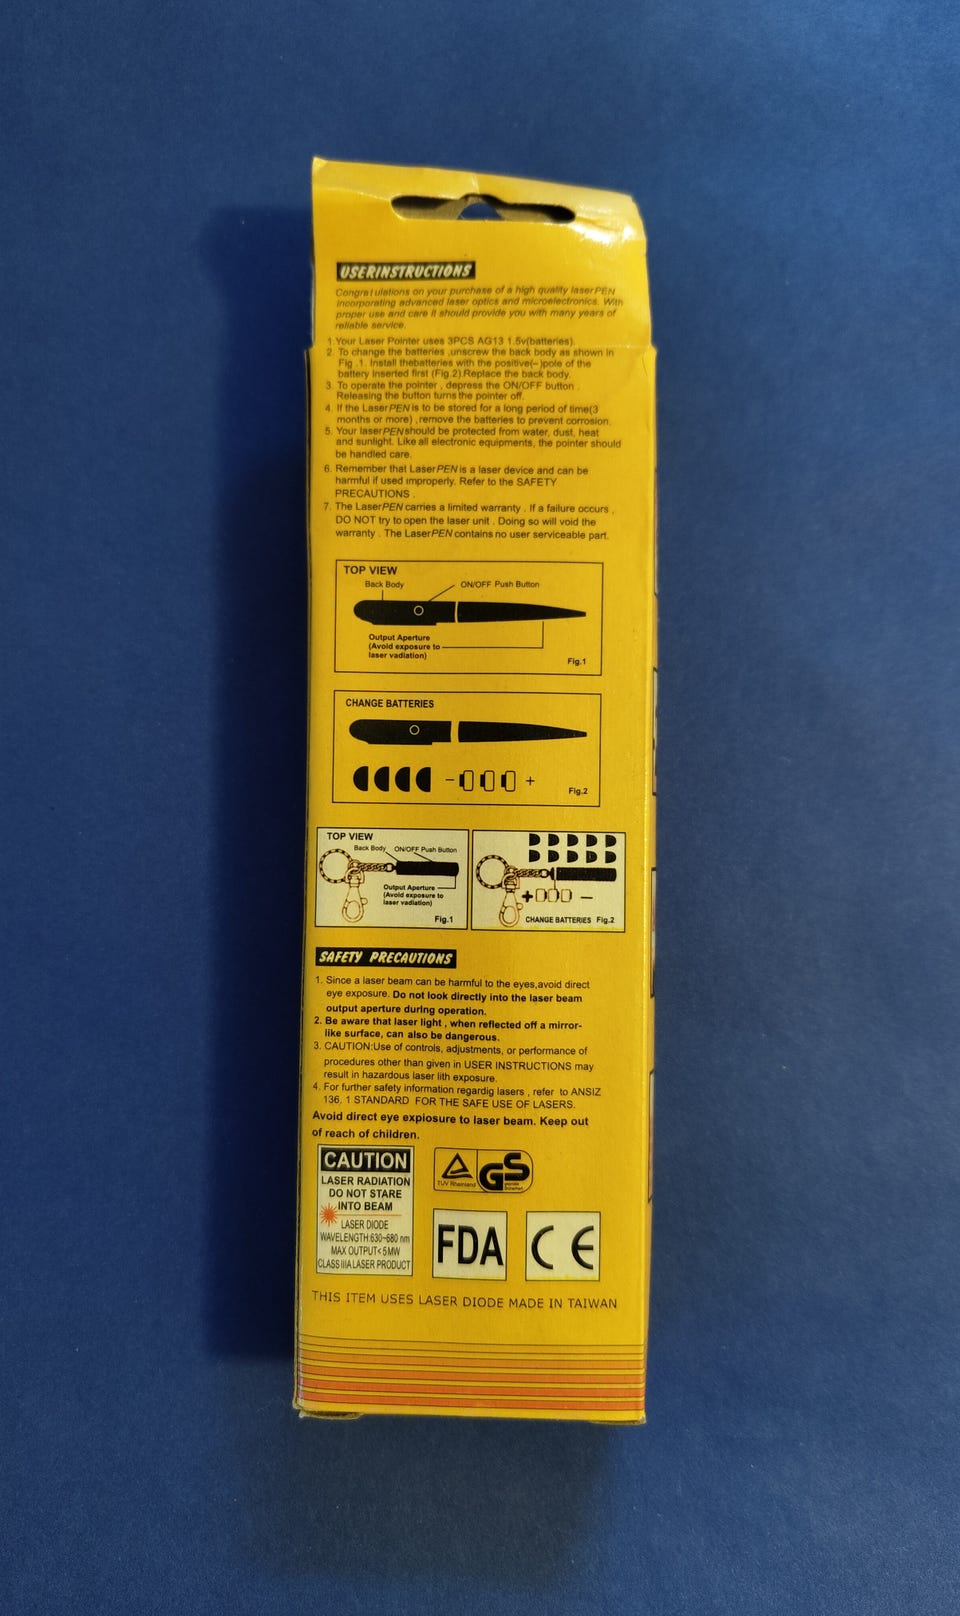 USERINSTRUCTIONS
Congratulations on your purchase of a high quality laserPEN
incorporating advanced laser optics and microelectronics. With
proper use and care it should provide you with many years of
reliable service.
1.Your Laser Pointer uses 3PCS AG13 1.5v(batteries).
2. To change the batteries ,unscrew the back body as shown in
Fig .1. Install thebatteries with the positive(–)pole of the
battery inserted first (Fig.2).Replace the back body.
3. To operate the pointer , depress the ON/OFF button .
Releasing the button turns the pointer off.
4. If the LaserPEN is to be stored for a long period of time(3
months or more) ,remove the batteries to prevent corrosion.
5. Your laserPEN should be protected from water, dust, heat
and sunlight. Like all electronic equipments, the pointer should
be handled care.
6. Remember that LaserPEN is a laser device and can be
harmful if used improperly. Refer to the SAFETY
PRECAUTIONS .
7. The LaserPEN carries a limited warranty . If a failure occurs ,
DO NOT try to open the laser unit . Doing so will void the
warranty . The LaserPEN contains no user serviceable part.
TOP VIEW
Back Body ON/OFF Push Button
Output Aperture
(Avoid exposure to
laser vadiation)
Fig.1
CHANGE BATTERIES
– +
Fig.2
TOP VIEW
Back Body ON/OFF Push Button
Output Aperture
(Avoid exposure to
laser vadiation)
Fig.1
+ –
CHANGE BATTERIES Fig.2
SAFETY PRECAUTIONS
1. Since a laser beam can be harmful to the eyes,avoid direct
eye exposure. Do not look directly into the laser beam
output aperture during operation.
2. Be aware that laser light , when reflected off a mirror-
like surface, can also be dangerous.
3. CAUTION:Use of controls, adjustments, or performance of
procedures other than given in USER INSTRUCTIONS may
result in hazardous laser lith exposure.
4. For further safety information regardig lasers , refer to ANSIZ
136. 1 STANDARD FOR THE SAFE USE OF LASERS.
Avoid direct eye expiosure to laser beam. Keep out
of reach of children.
CAUTION
LASER RADIATION
DO NOT STARE
INTO BEAM
LASER DIODE
WAVELENGTH:630~680 nm
MAX OUTPUT<5MW
CLASS IIIA LASER PRODUCT
TUV Rheinland
GS
geprüfte
Sicherheit
FDA
CE
THIS ITEM USES LASER DIODE MADE IN TAIWAN